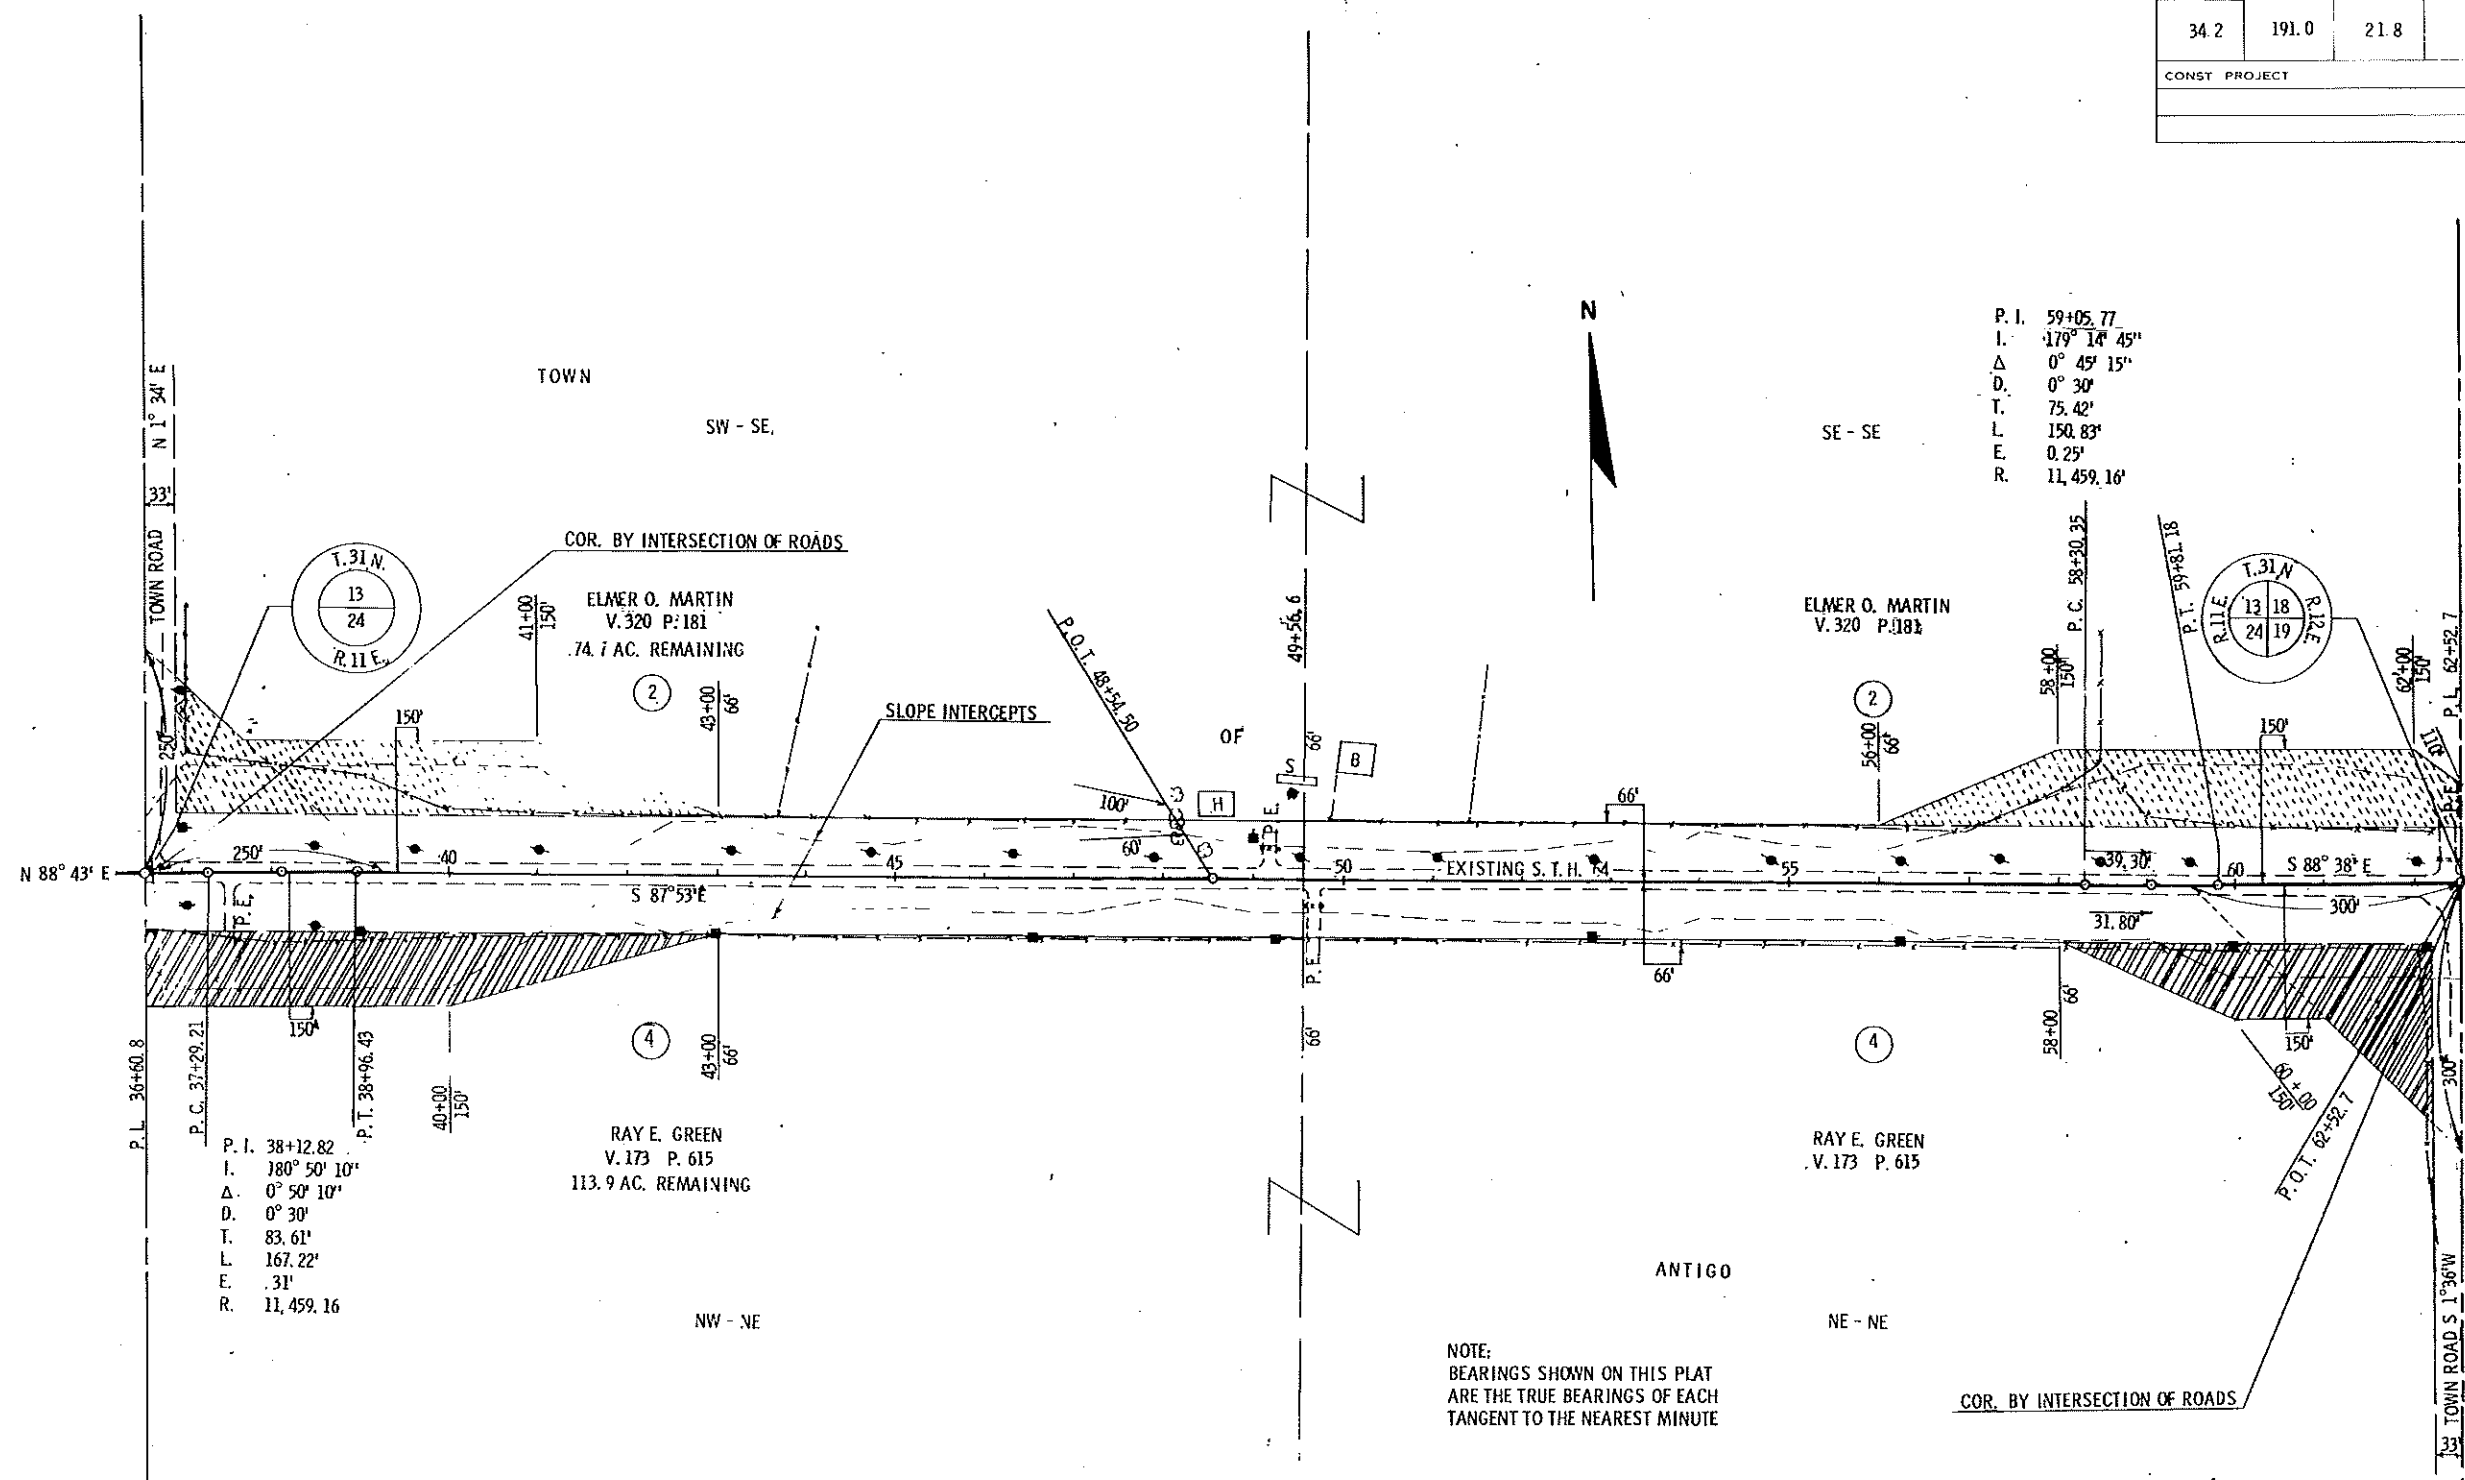 34.2 191.0 21.8
CONST PROJECT
N
P. I. 59+05.77
I. 179° 14' 45"
Δ 0° 45' 15"
D. 0° 30'
T. 75.42'
L. 150.83'
E. 0.25'
R. 11,459.16'
TOWN
SW - SE,
SE - SE
N 1° 34' E
33'
TOWN ROAD
COR. BY INTERSECTION OF ROADS
T. 31 N.
13
24
R. 11 E.
41+00
150'
ELMER O. MARTIN
V. 320 P. 181
74.7 AC. REMAINING
2
43+00
66'
P.O.T. 48+54.50
49+56.6
66'
ELMER O. MARTIN
V. 320 P. 181
2
56+00
66'
58+00
150'
P. C. 58+30.35
P. T. 59+81.18
T. 31 N
R. 11 E.
13 18
24 19
R. 12 E.
62+00
150'
P. L. 62+52.7
110'
P. E.
SLOPE INTERCEPTS
OF
S
B
H
P. E.
100'
60'
150'
250'
250'
66'
150'
N 88° 43' E
40
45
50
55
60
EXISTING S. T. H. 64
39.30'
S 88° 38' E
S 87° 53' E
P. E.
P. E.
31.80'
300'
66'
150'
66'
150'
300'
P. L. 36+60.8
P. C. 37+29.21
P. T. 38+96.43
40+00
150'
4
43+00
66'
4
58+00
66'
60+00
150'
P.O.T. 62+52.7
RAY E. GREEN
V. 173 P. 615
113.9 AC. REMAINING
RAY E. GREEN
V. 173 P. 615
P. I. 38+12.82
I. 180° 50' 10"
Δ. 0° 50' 10"
D. 0° 30'
T. 83.61'
L. 167.22'
E. .31'
R. 11,459.16
ANTIGO
NW - NE
NE - NE
NOTE:
BEARINGS SHOWN ON THIS PLAT
ARE THE TRUE BEARINGS OF EACH
TANGENT TO THE NEAREST MINUTE
COR. BY INTERSECTION OF ROADS
TOWN ROAD S 1° 36' W
33'